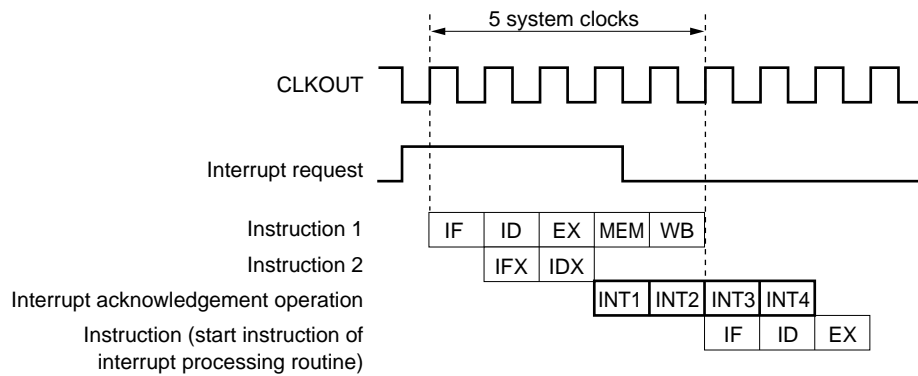 5 system clocks
CLKOUT
Interrupt request
Instruction 1 IF ID EX MEM WB
Instruction 2 IFX IDX
Interrupt acknowledgement operation INT1 INT2 INT3 INT4
Instruction (start instruction of IF ID EX
interrupt processing routine)